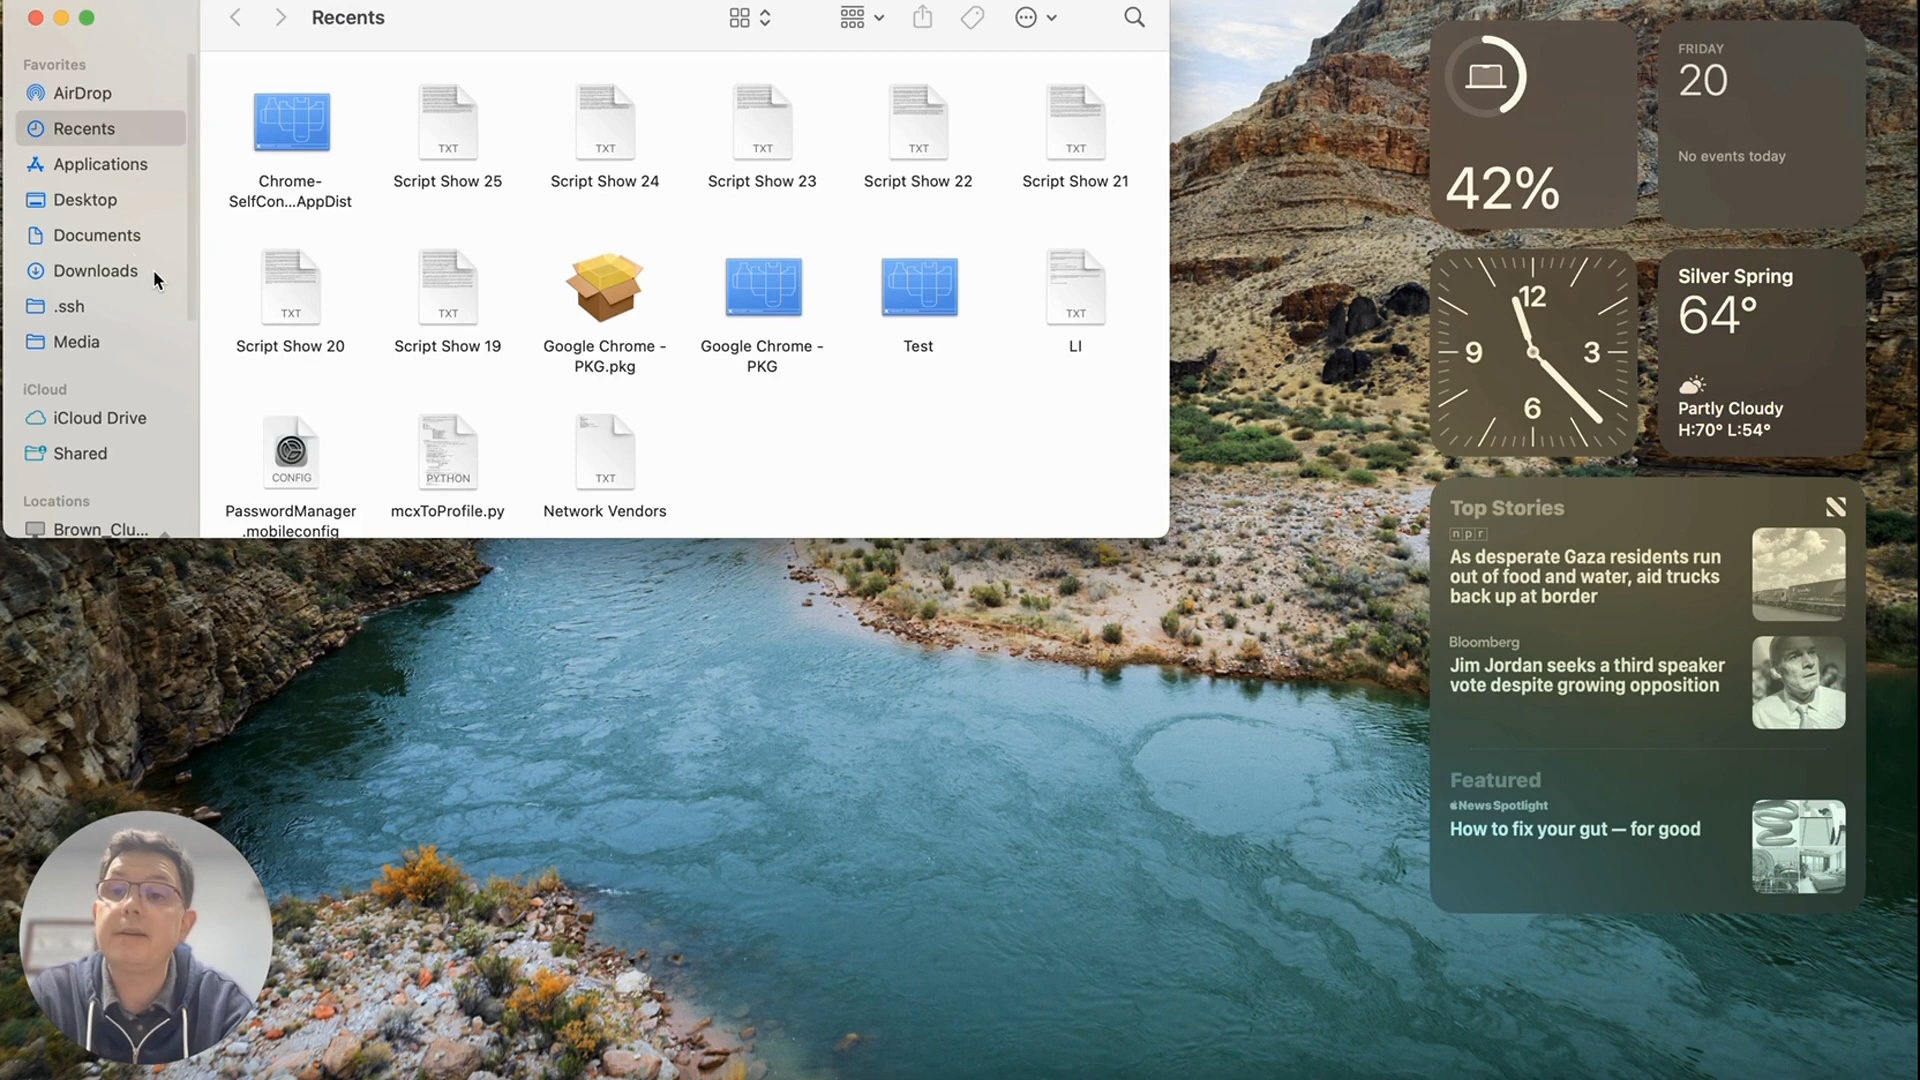 Recents
Favorites
AirDrop
Recents
Applications
Desktop
Documents
Downloads
.ssh
Media
iCloud
iCloud Drive
Shared
Locations
Brown_Clu...
Chrome-
SelfCon...AppDist
TXT
Script Show 25
TXT
Script Show 24
TXT
Script Show 23
TXT
Script Show 22
TXT
Script Show 21
TXT
Script Show 20
TXT
Script Show 19
Google Chrome -
PKG.pkg
Google Chrome -
PKG
Test
TXT
LI
CONFIG
PasswordManager
.mobileconfig
PYTHON
mcxToProfile.py
TXT
Network Vendors
42%
FRIDAY
20
No events today
12
9
3
6
Silver Spring
64°
Partly Cloudy
H:70° L:54°
Top Stories
npr
As desperate Gaza residents run
out of food and water, aid trucks
back up at border
Bloomberg
Jim Jordan seeks a third speaker
vote despite growing opposition
Featured
News Spotlight
How to fix your gut — for good